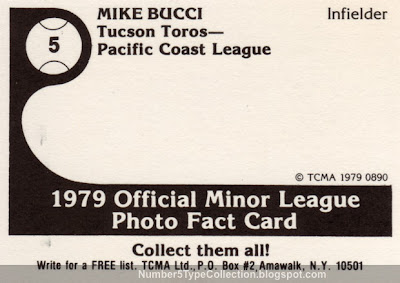 5
MIKE BUCCI
Infielder
Tucson Toros—
Pacific Coast League
© TCMA 1979 0890
1979 Official Minor League
Photo Fact Card
Collect them all!
Write for a FREE list. TCMA Ltd., P.O. Box #2 Amawalk, N.Y. 10501
Number5TypeCollection.blogspot.com